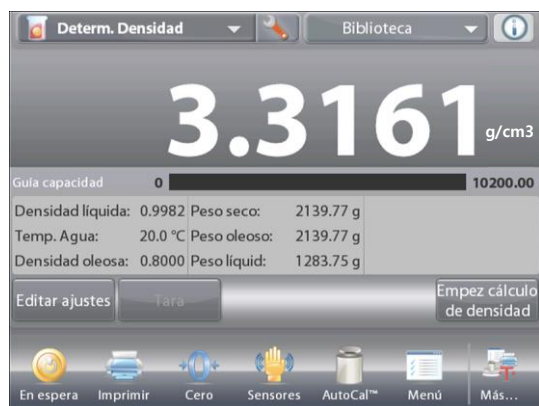 Determ. Densidad
Biblioteca
3.3161 g/cm3
Guía capacidad 0 10200.00
Densidad líquida: 0.9982 Peso seco: 2139.77 g
Temp. Agua: 20.0 °C Peso oleoso: 2139.77 g
Densidad oleosa: 0.8000 Peso líquid: 1283.75 g
Editar ajustes
Tara
Empez cálculo
de densidad
En espera
Imprimir
Cero
Sensores
AutoCal™
Menú
Más...